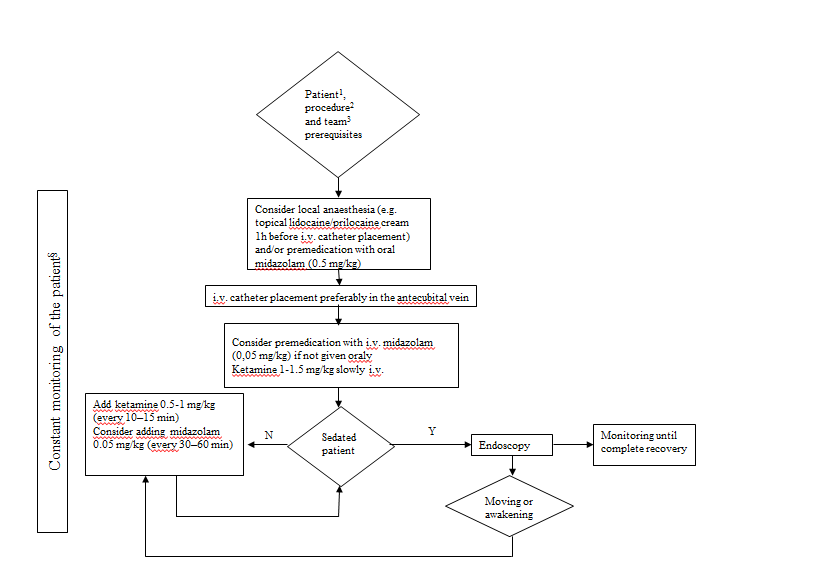 Patient¹,
procedure²
and team³
prerequisites
Consider local anaesthesia (e.g.
topical lidocaine/prilocaine cream
1h before i.v. catheter placement)
and/or premedication with oral
midazolam (0.5 mg/kg)
i.v. catheter placement preferably in the antecubital vein
Consider premedication with i.v. midazolam
(0,05 mg/kg) if not given oraly
Ketamine 1-1.5 mg/kg slowly i.v.
Add ketamine 0.5-1 mg/kg
(every 10–15 min)
Consider adding midazolam
0.05 mg/kg (every 30–60 min)
N
Sedated
patient
Y
Endoscopy
Monitoring until
complete recovery
Moving or
awakening
Constant monitoring of the patient§